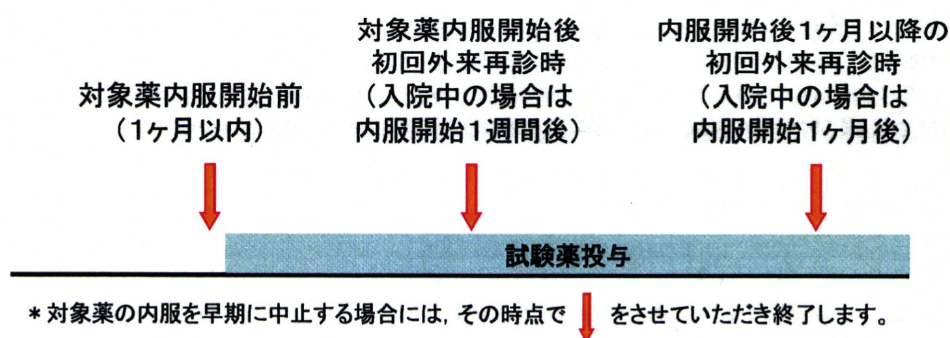 対象薬内服開始前
(1ヶ月以内)
対象薬内服開始後
初回外来再診時
(入院中の場合は
内服開始1週間後)
内服開始後1ヶ月以降の
初回外来再診時
(入院中の場合は
内服開始1ヶ月後)
試験薬投与
*対象薬の内服を早期に中止する場合には, その時点で をさせていただき終了します。